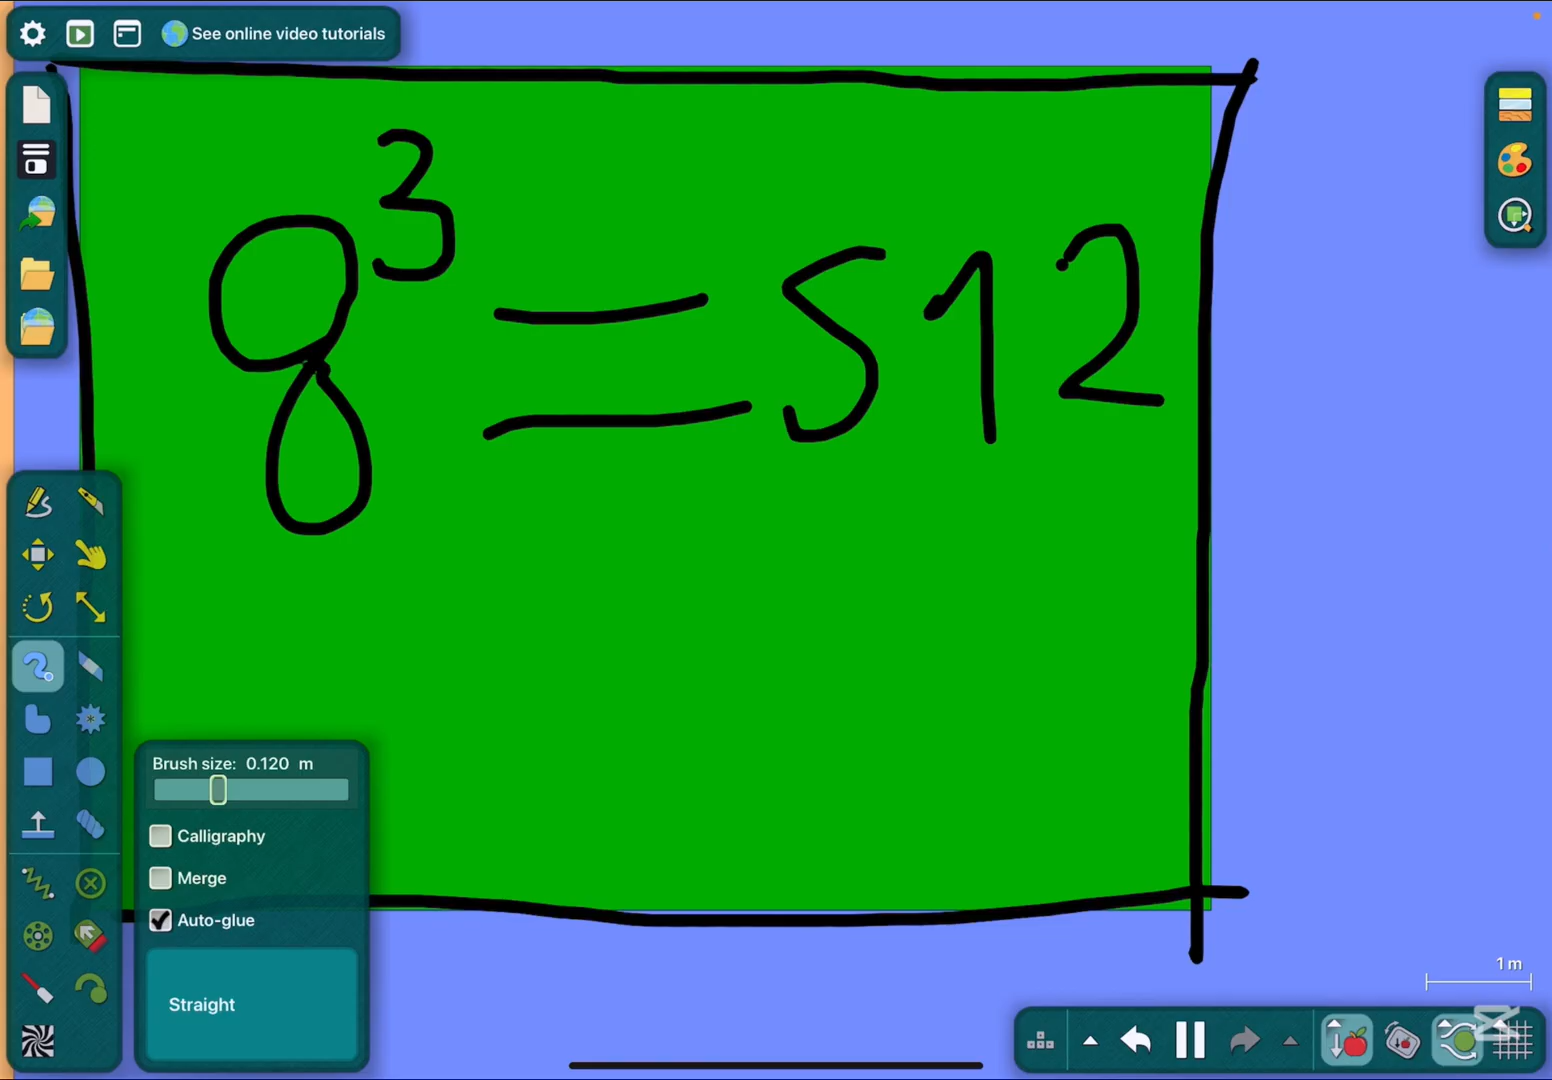 See online video tutorials
8³=512
Brush size: 0.120 m
Calligraphy
Merge
Auto-glue
Straight
1 m